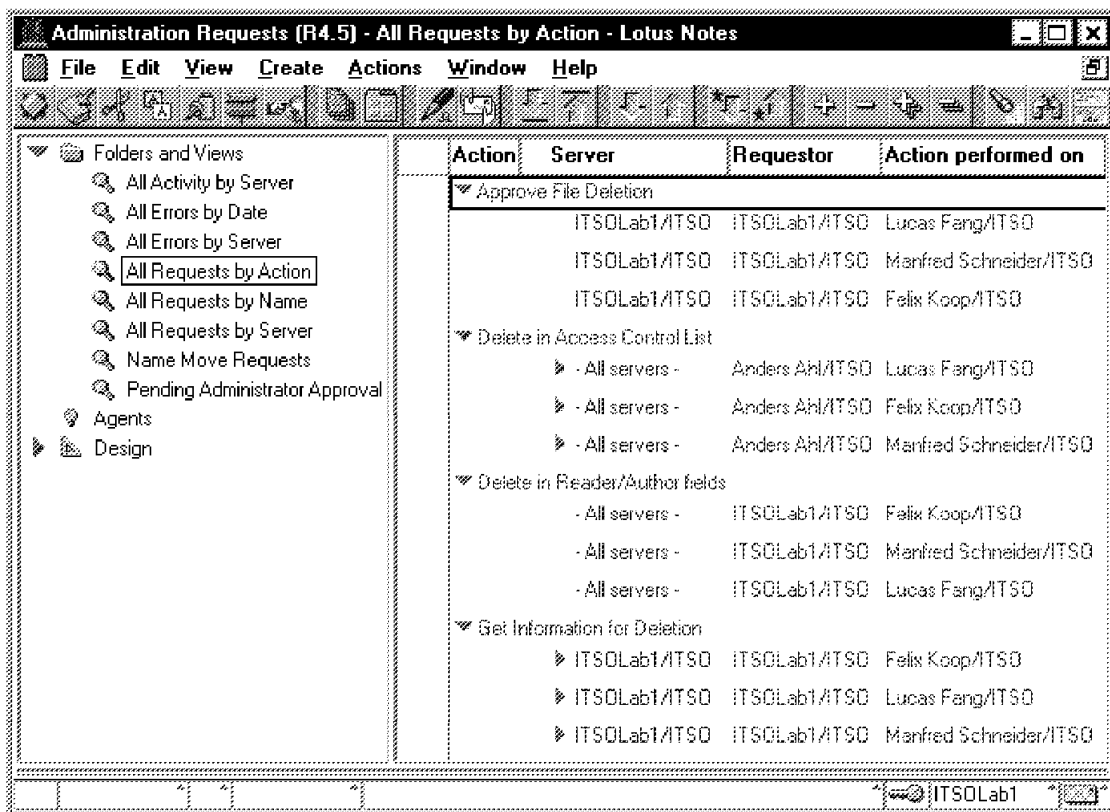 Administration Requests (R4.5) - All Requests by Action - Lotus Notes
File Edit View Create Actions Window Help
Folders and Views
All Activity by Server
All Errors by Date
All Errors by Server
All Requests by Action
All Requests by Name
All Requests by Server
Name Move Requests
Pending Administrator Approval
Agents
Design
Action Server Requestor Action performed on
Approve File Deletion
ITSOLab1/ITSO ITSOLab1/ITSO Lucas Fang/ITSO
ITSOLab1/ITSO ITSOLab1/ITSO Manfred Schneider/ITSO
ITSOLab1/ITSO ITSOLab1/ITSO Felix Koop/ITSO
Delete in Access Control List
- All servers - Anders Ahl/ITSO Lucas Fang/ITSO
- All servers - Anders Ahl/ITSO Felix Koop/ITSO
- All servers - Anders Ahl/ITSO Manfred Schneider/ITSO
Delete in Reader/Author fields
- All servers - ITSOLab1/ITSO Felix Koop/ITSO
- All servers - ITSOLab1/ITSO Manfred Schneider/ITSO
- All servers - ITSOLab1/ITSO Lucas Fang/ITSO
Get Information for Deletion
ITSOLab1/ITSO ITSOLab1/ITSO Felix Koop/ITSO
ITSOLab1/ITSO ITSOLab1/ITSO Lucas Fang/ITSO
ITSOLab1/ITSO ITSOLab1/ITSO Manfred Schneider/ITSO
ITSOLab1